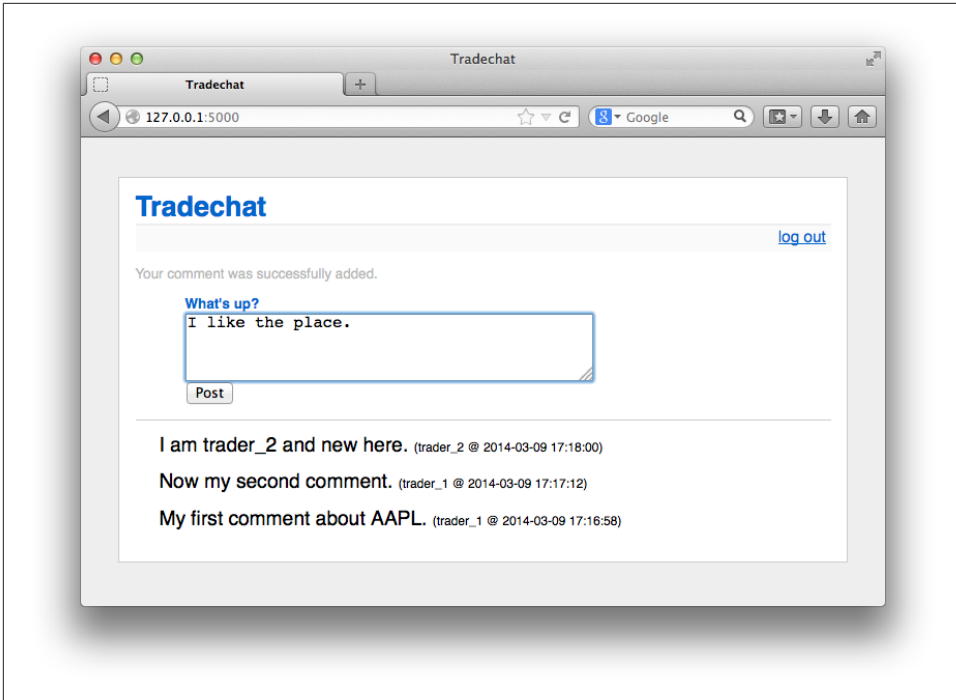 Tradechat
Tradechat
127.0.0.1:5000
Google
Tradechat
log out
Your comment was successfully added.
What's up?
I like the place.
Post
I am trader_2 and new here. (trader_2 @ 2014-03-09 17:18:00)
Now my second comment. (trader_1 @ 2014-03-09 17:17:12)
My first comment about AAPL. (trader_1 @ 2014-03-09 17:16:58)